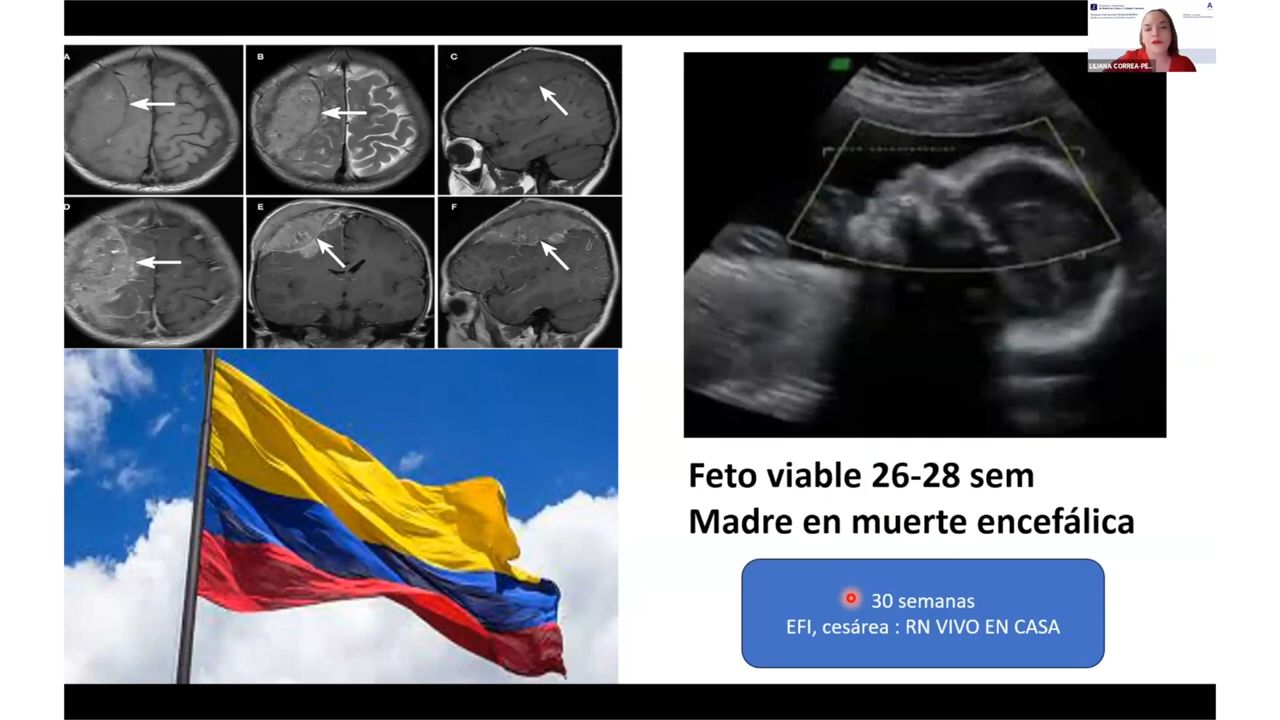 A
B
C
D
E
F
LILIANA CORREA-PE...
Feto viable 26-28 sem
Madre en muerte encefálica
30 semanas
EFI, cesárea : RN VIVO EN CASA